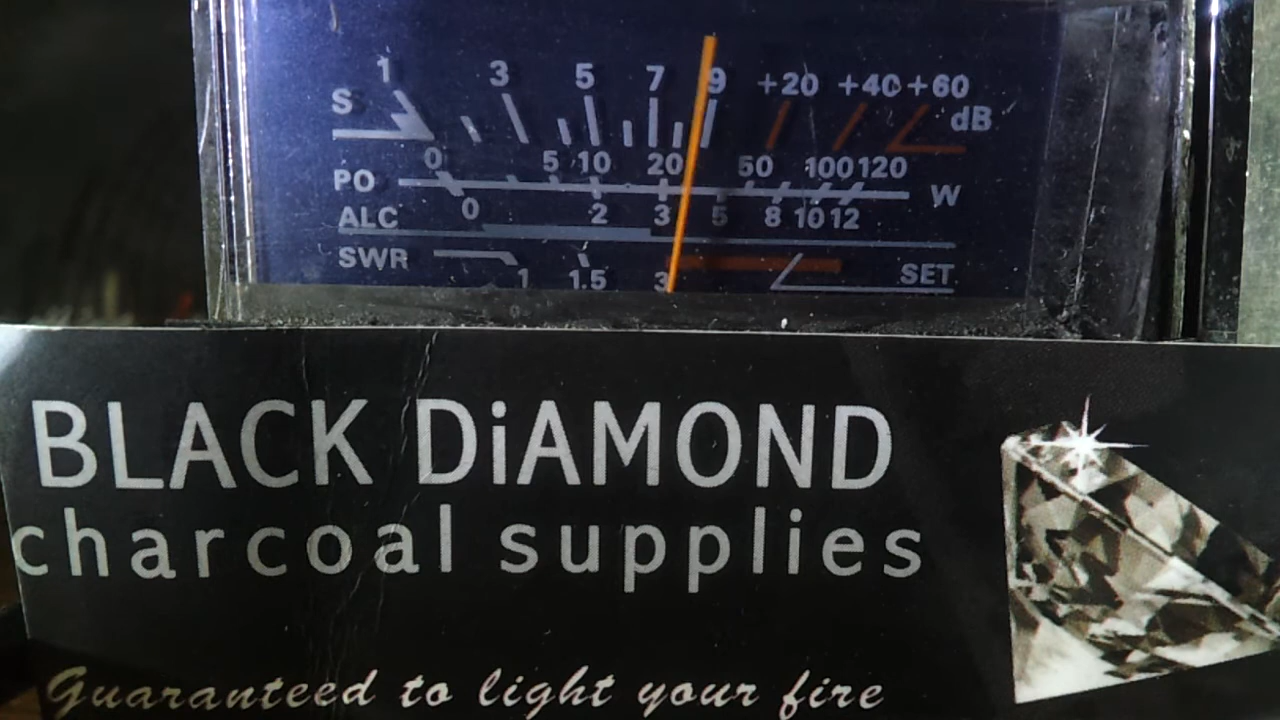 1 3 5 7 9 +20 +40 +60
S dB
0 5 10 20 50 100 120
PO W
ALC 0 2 3 5 8 10 12
SWR SET
1 1.5 3
BLACK DiAMOND
charcoal supplies
Guaranteed to light your fire